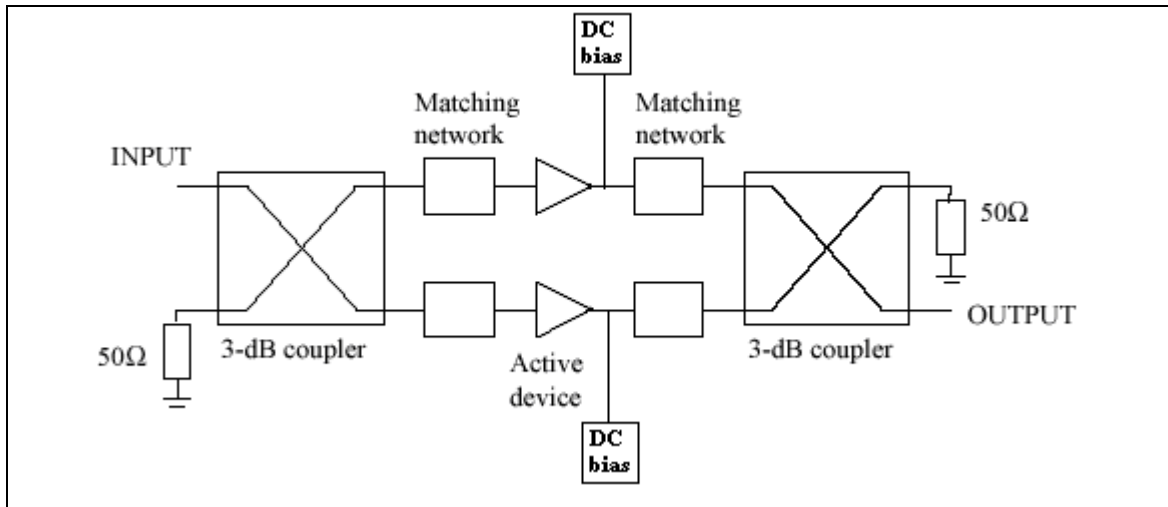 DC
bias
Matching
network
Matching
network
INPUT
50Ω
50Ω
3-dB coupler
Active
device
3-dB coupler
OUTPUT
DC
bias